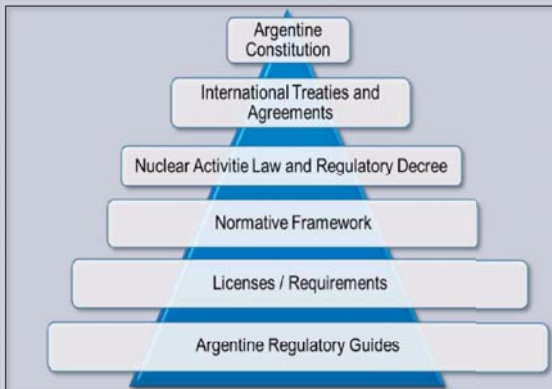 Argentine
Constitution
International Treaties and
Agreements
Nuclear Activitie Law and Regulatory Decree
Normative Framework
Licenses / Requirements
Argentine Regulatory Guides